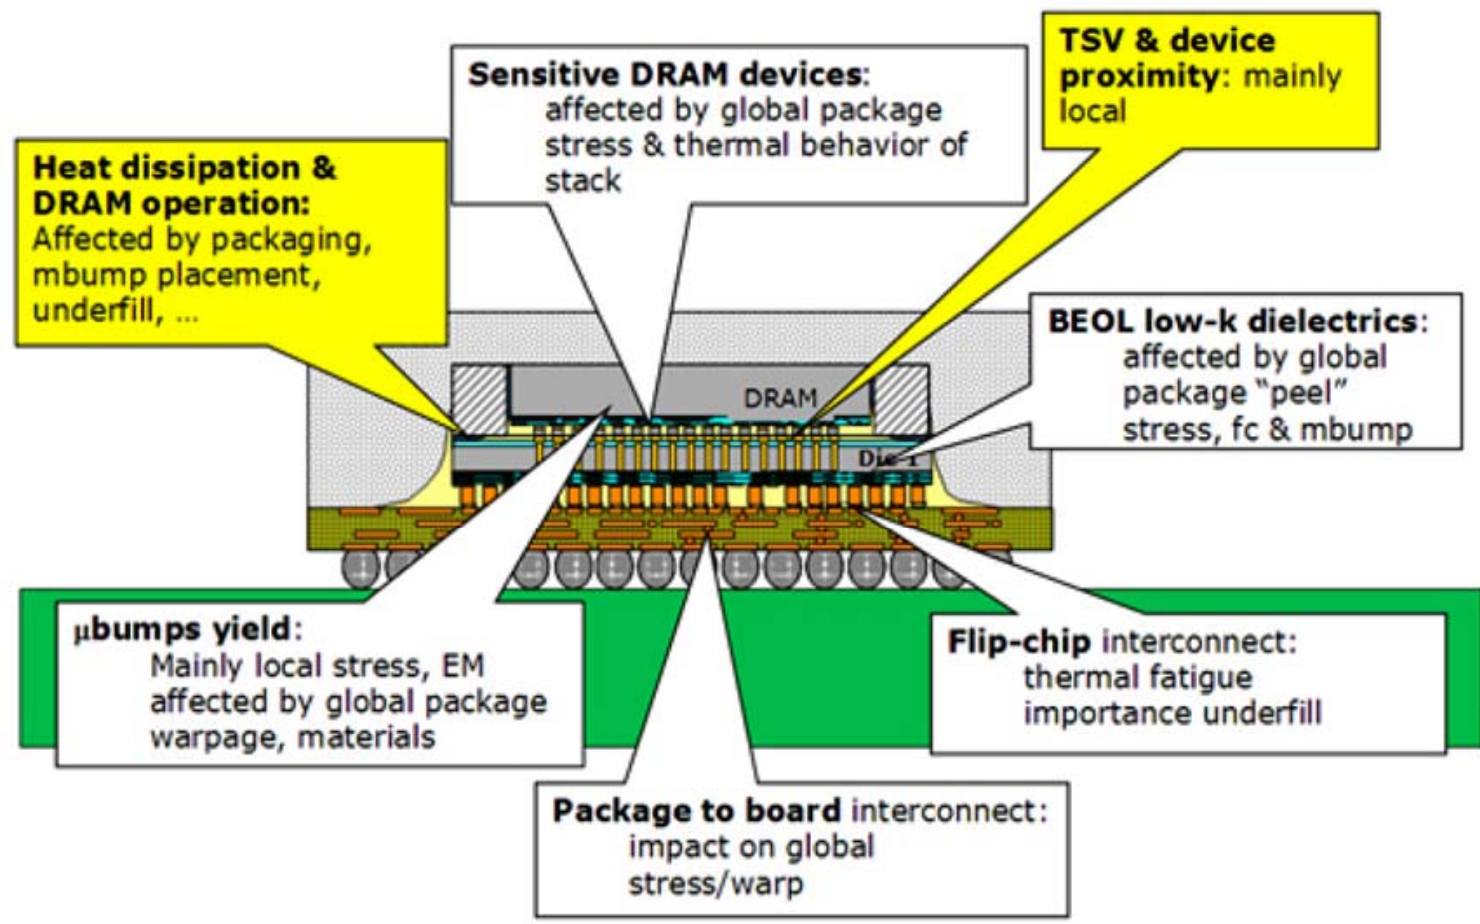 TSV & device
proximity: mainly
local
Sensitive DRAM devices:
affected by global package
stress & thermal behavior of
stack
Heat dissipation &
DRAM operation:
Affected by packaging,
mbump placement,
underfill, ...
BEOL low-k dielectrics:
affected by global
package “peel”
stress, fc & mbump
DRAM
Die 1
μbumps yield:
Mainly local stress, EM
affected by global package
warpage, materials
Flip-chip interconnect:
thermal fatigue
importance underfill
Package to board interconnect:
impact on global
stress/warp